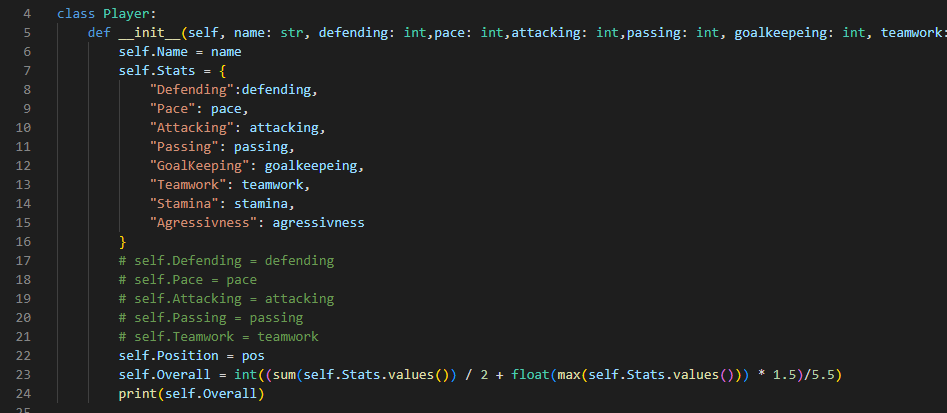 4 class Player:
5 def __init__(self, name: str, defending: int,pace: int,attacking: int,passing: int, goalkeepeing: int, teamwork:
6 self.Name = name
7 self.Stats = {
8 "Defending":defending,
9 "Pace": pace,
10 "Attacking": attacking,
11 "Passing": passing,
12 "GoalKeeping": goalkeepeing,
13 "Teamwork": teamwork,
14 "Stamina": stamina,
15 "Agressivness": agressivness
16 }
17 # self.Defending = defending
18 # self.Pace = pace
19 # self.Attacking = attacking
20 # self.Passing = passing
21 # self.Teamwork = teamwork
22 self.Position = pos
23 self.Overall = int((sum(self.Stats.values()) / 2 + float(max(self.Stats.values())) * 1.5)/5.5)
24 print(self.Overall)
25